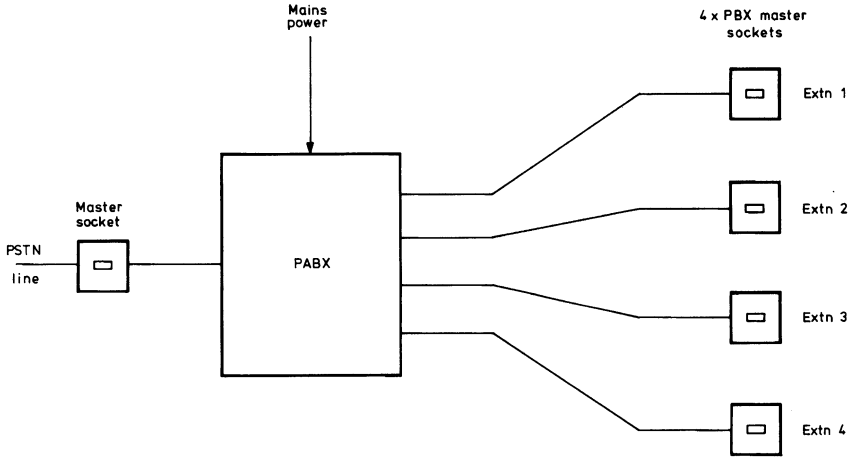 Mains
power
4 x PBX master
sockets
Extn 1
Master
socket
Extn 2
PSTN
line
PABX
Extn 3
Extn 4